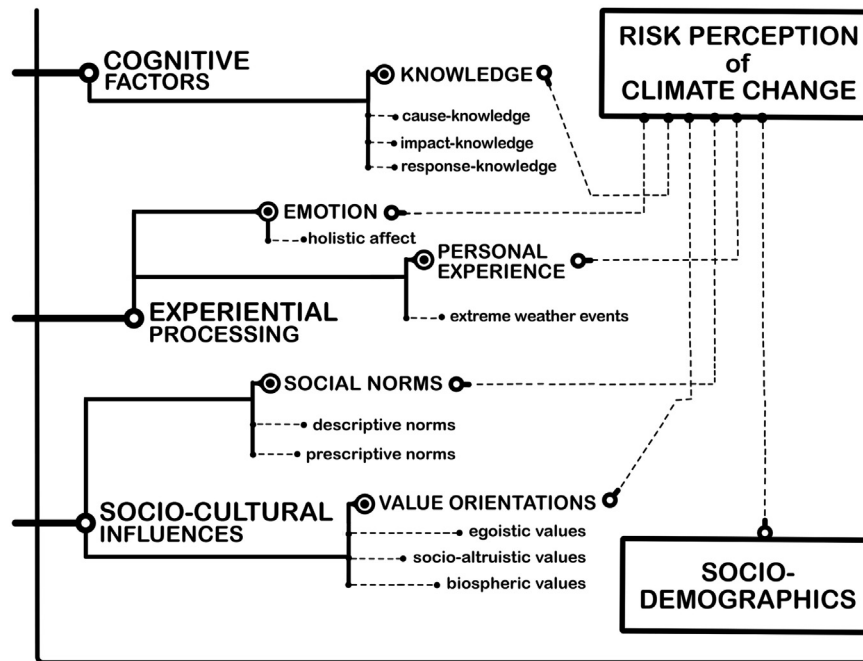 RISK PERCEPTION
of
CLIMATE CHANGE
COGNITIVE
FACTORS
KNOWLEDGE
cause-knowledge
impact-knowledge
response-knowledge
EMOTION
holistic affect
PERSONAL
EXPERIENCE
EXPERIENTIAL
PROCESSING
extreme weather events
SOCIAL NORMS
descriptive norms
prescriptive norms
SOCIO-CULTURAL
INFLUENCES
VALUE ORIENTATIONS
egoistic values
socio-altruistic values
biospheric values
SOCIO-
DEMOGRAPHICS